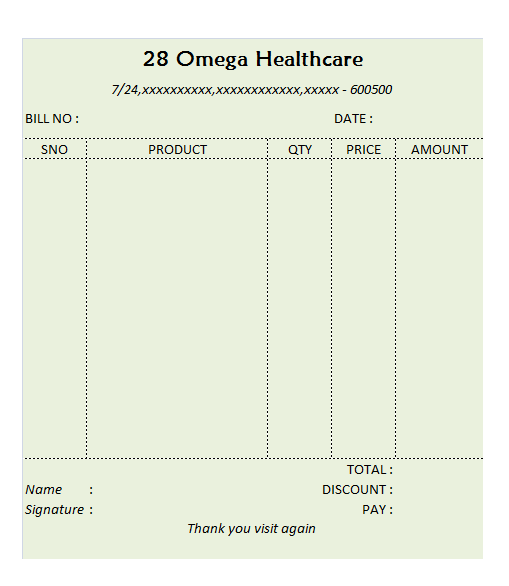 28 Omega Healthcare
7/24,xxxxxxxxxx,xxxxxxxxxxxx,xxxxx - 600500
BILL NO : DATE :
SNO PRODUCT QTY PRICE AMOUNT
TOTAL :
Name : DISCOUNT :
Signature : PAY :
Thank you visit again